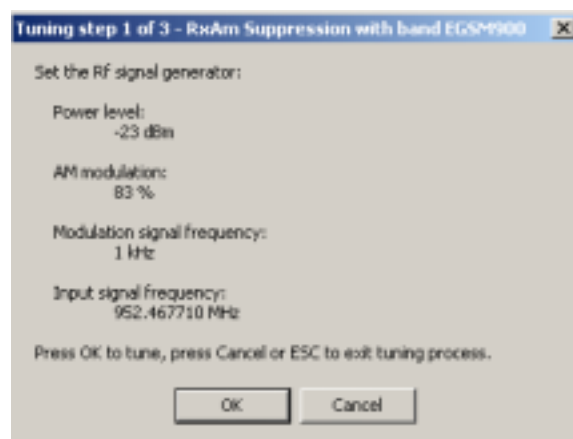 Tuning step 1 of 3 - RxAm Suppression with band EGSM900
Set the Rf signal generator:
Power level:
-23 dBm
AM modulation:
83 %
Modulation signal frequency:
1 kHz
Input signal frequency:
952.467710 MHz
Press OK to tune, press Cancel or ESC to exit tuning process.
OK
Cancel